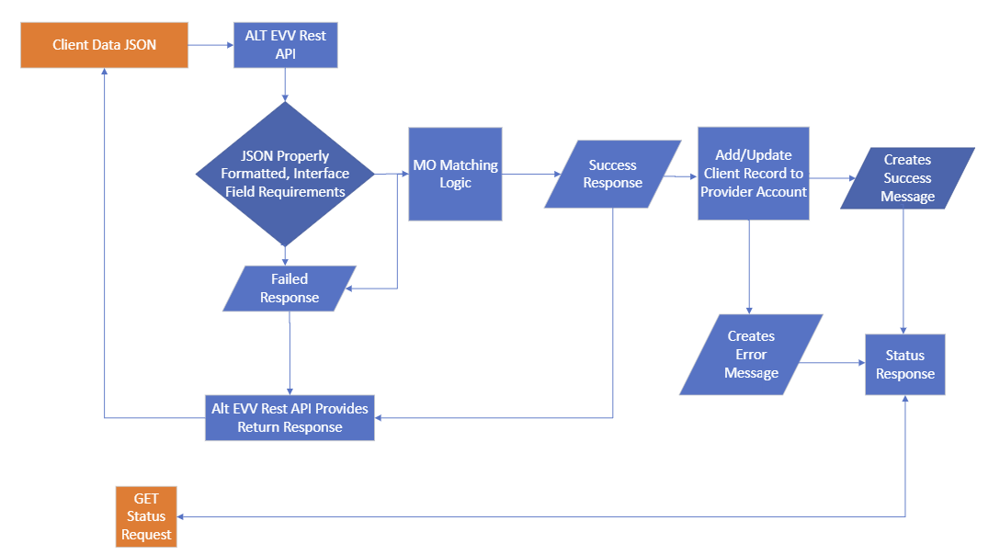 Client Data JSON
ALT EVV Rest
API
JSON Properly
Formatted, Interface
Field Requirements
MO Matching
Logic
Success
Response
Add/Update
Client Record to
Provider Account
Creates
Success
Message
Failed
Response
Creates
Error
Message
Status
Response
Alt EVV Rest API Provides
Return Response
GET
Status
Request